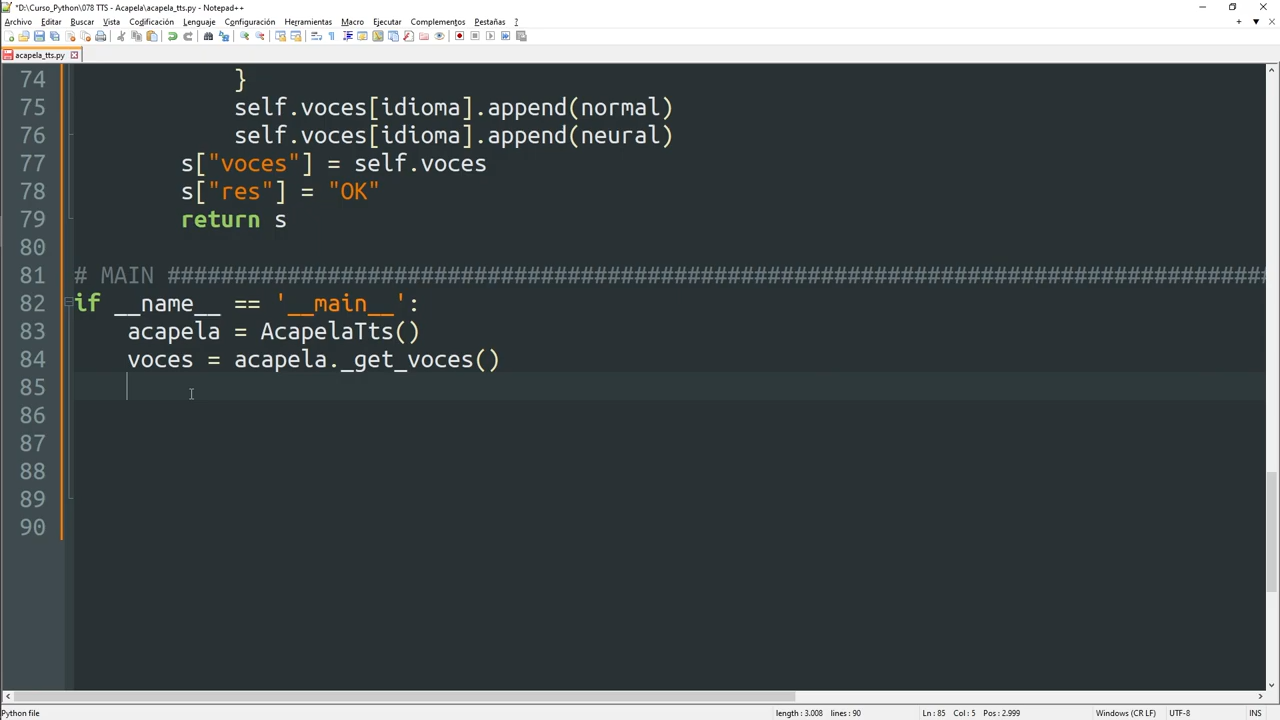 *D:\Curso_Python\078 TTS - Acapela\acapela_tts.py - Notepad++
Archivo Editar Buscar Vista Codificación Lenguaje Configuración Herramientas Macro Ejecutar Complementos Pestañas ?
acapela_tts.py
74 }
75 self.voces[idioma].append(normal)
76 self.voces[idioma].append(neural)
77 s["voces"] = self.voces
78 s["res"] = "OK"
79 return s
80
81 # MAIN ###################################################################################
82 if __name__ == '__main__':
83 acapela = AcapelaTts()
84 voces = acapela._get_voces()
85
86
87
88
89
90
Python file length : 3.008 lines : 90 Ln : 85 Col : 5 Pos : 2.999 Windows (CR LF) UTF-8 INS